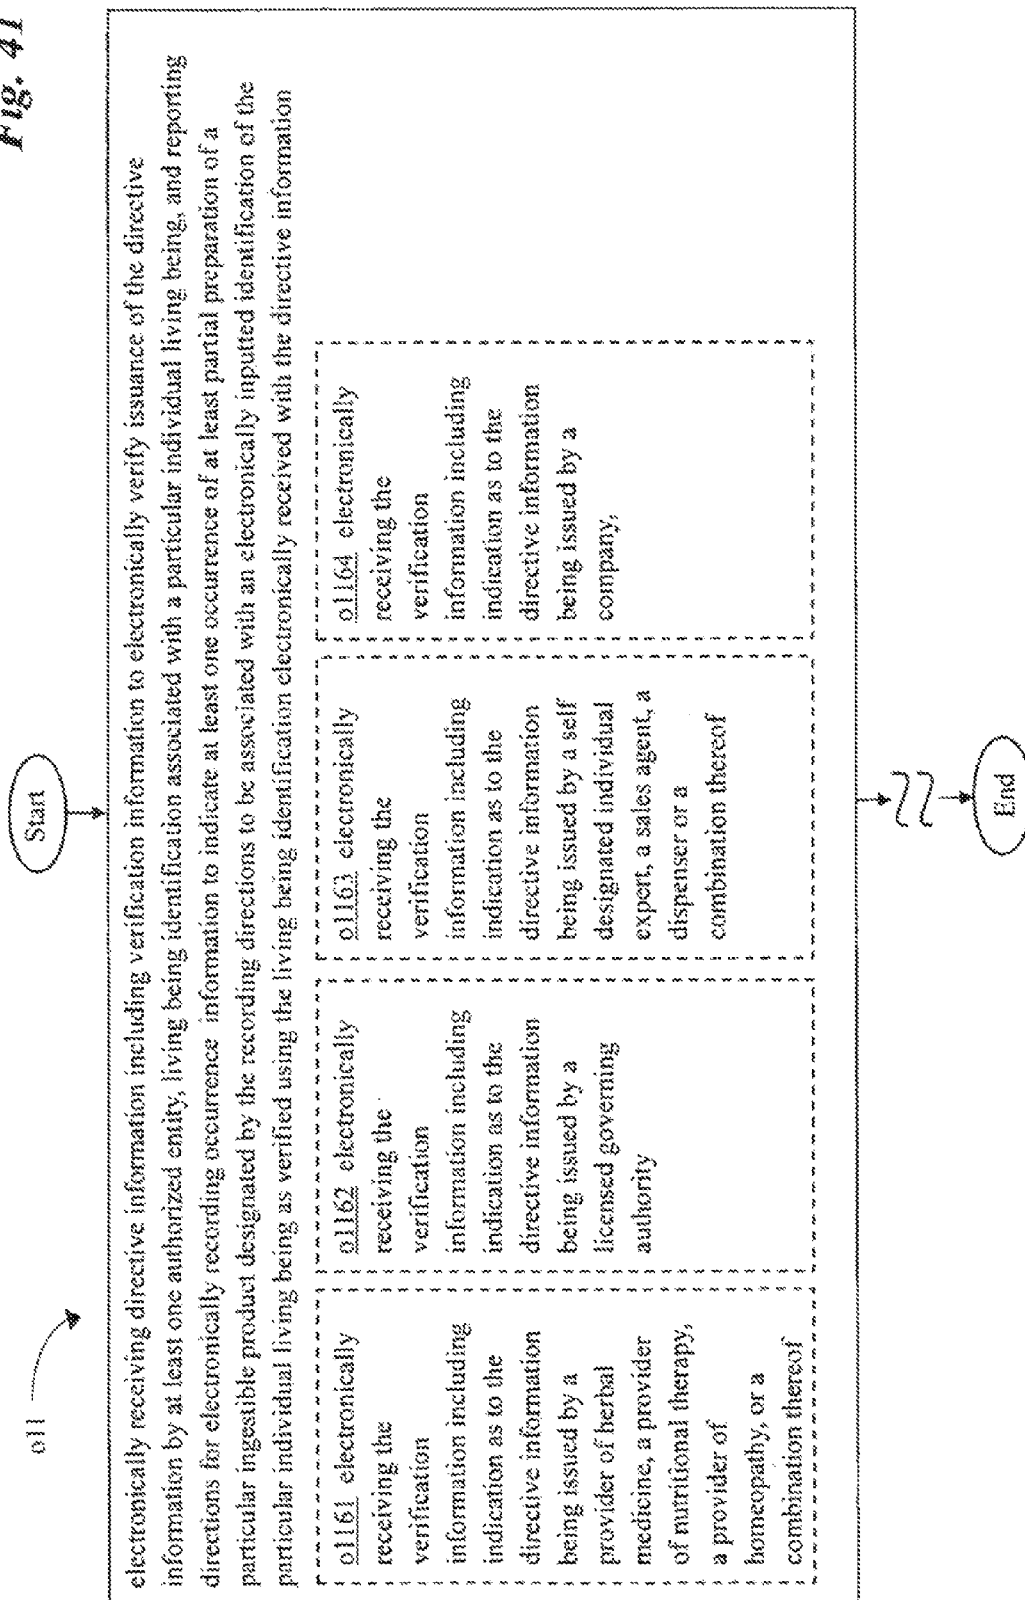 Fig. 41
Start
o11
electronically receiving directive information including verification information to electronically verify issuance of the directive
information by at least one authorized entity, living being identification associated with a particular individual living being, and reporting
directions for electronically recording occurrence information to indicate at least one occurrence of at least partial preparation of a
particular ingestible product designated by the recording directions to be associated with an electronically inputted identification of the
particular individual living being as verified using the living being identification electronically received with the directive information
o1161 electronically
receiving the
verification
information including
indication as to the
directive information
being issued by a
provider of herbal
medicine, a provider
of nutritional therapy,
a provider of
homeopathy, or a
combination thereof
o1162 electronically
receiving the
verification
information including
indication as to the
directive information
being issued by a
licensed governing
authority
o1163 electronically
receiving the
verification
information including
indication as to the
directive information
being issued by a self
designated individual
expert, a sales agent, a
dispenser or a
combination thereof
o1164 electronically
receiving the
verification
information including
indication as to the
directive information
being issued by a
company,
End